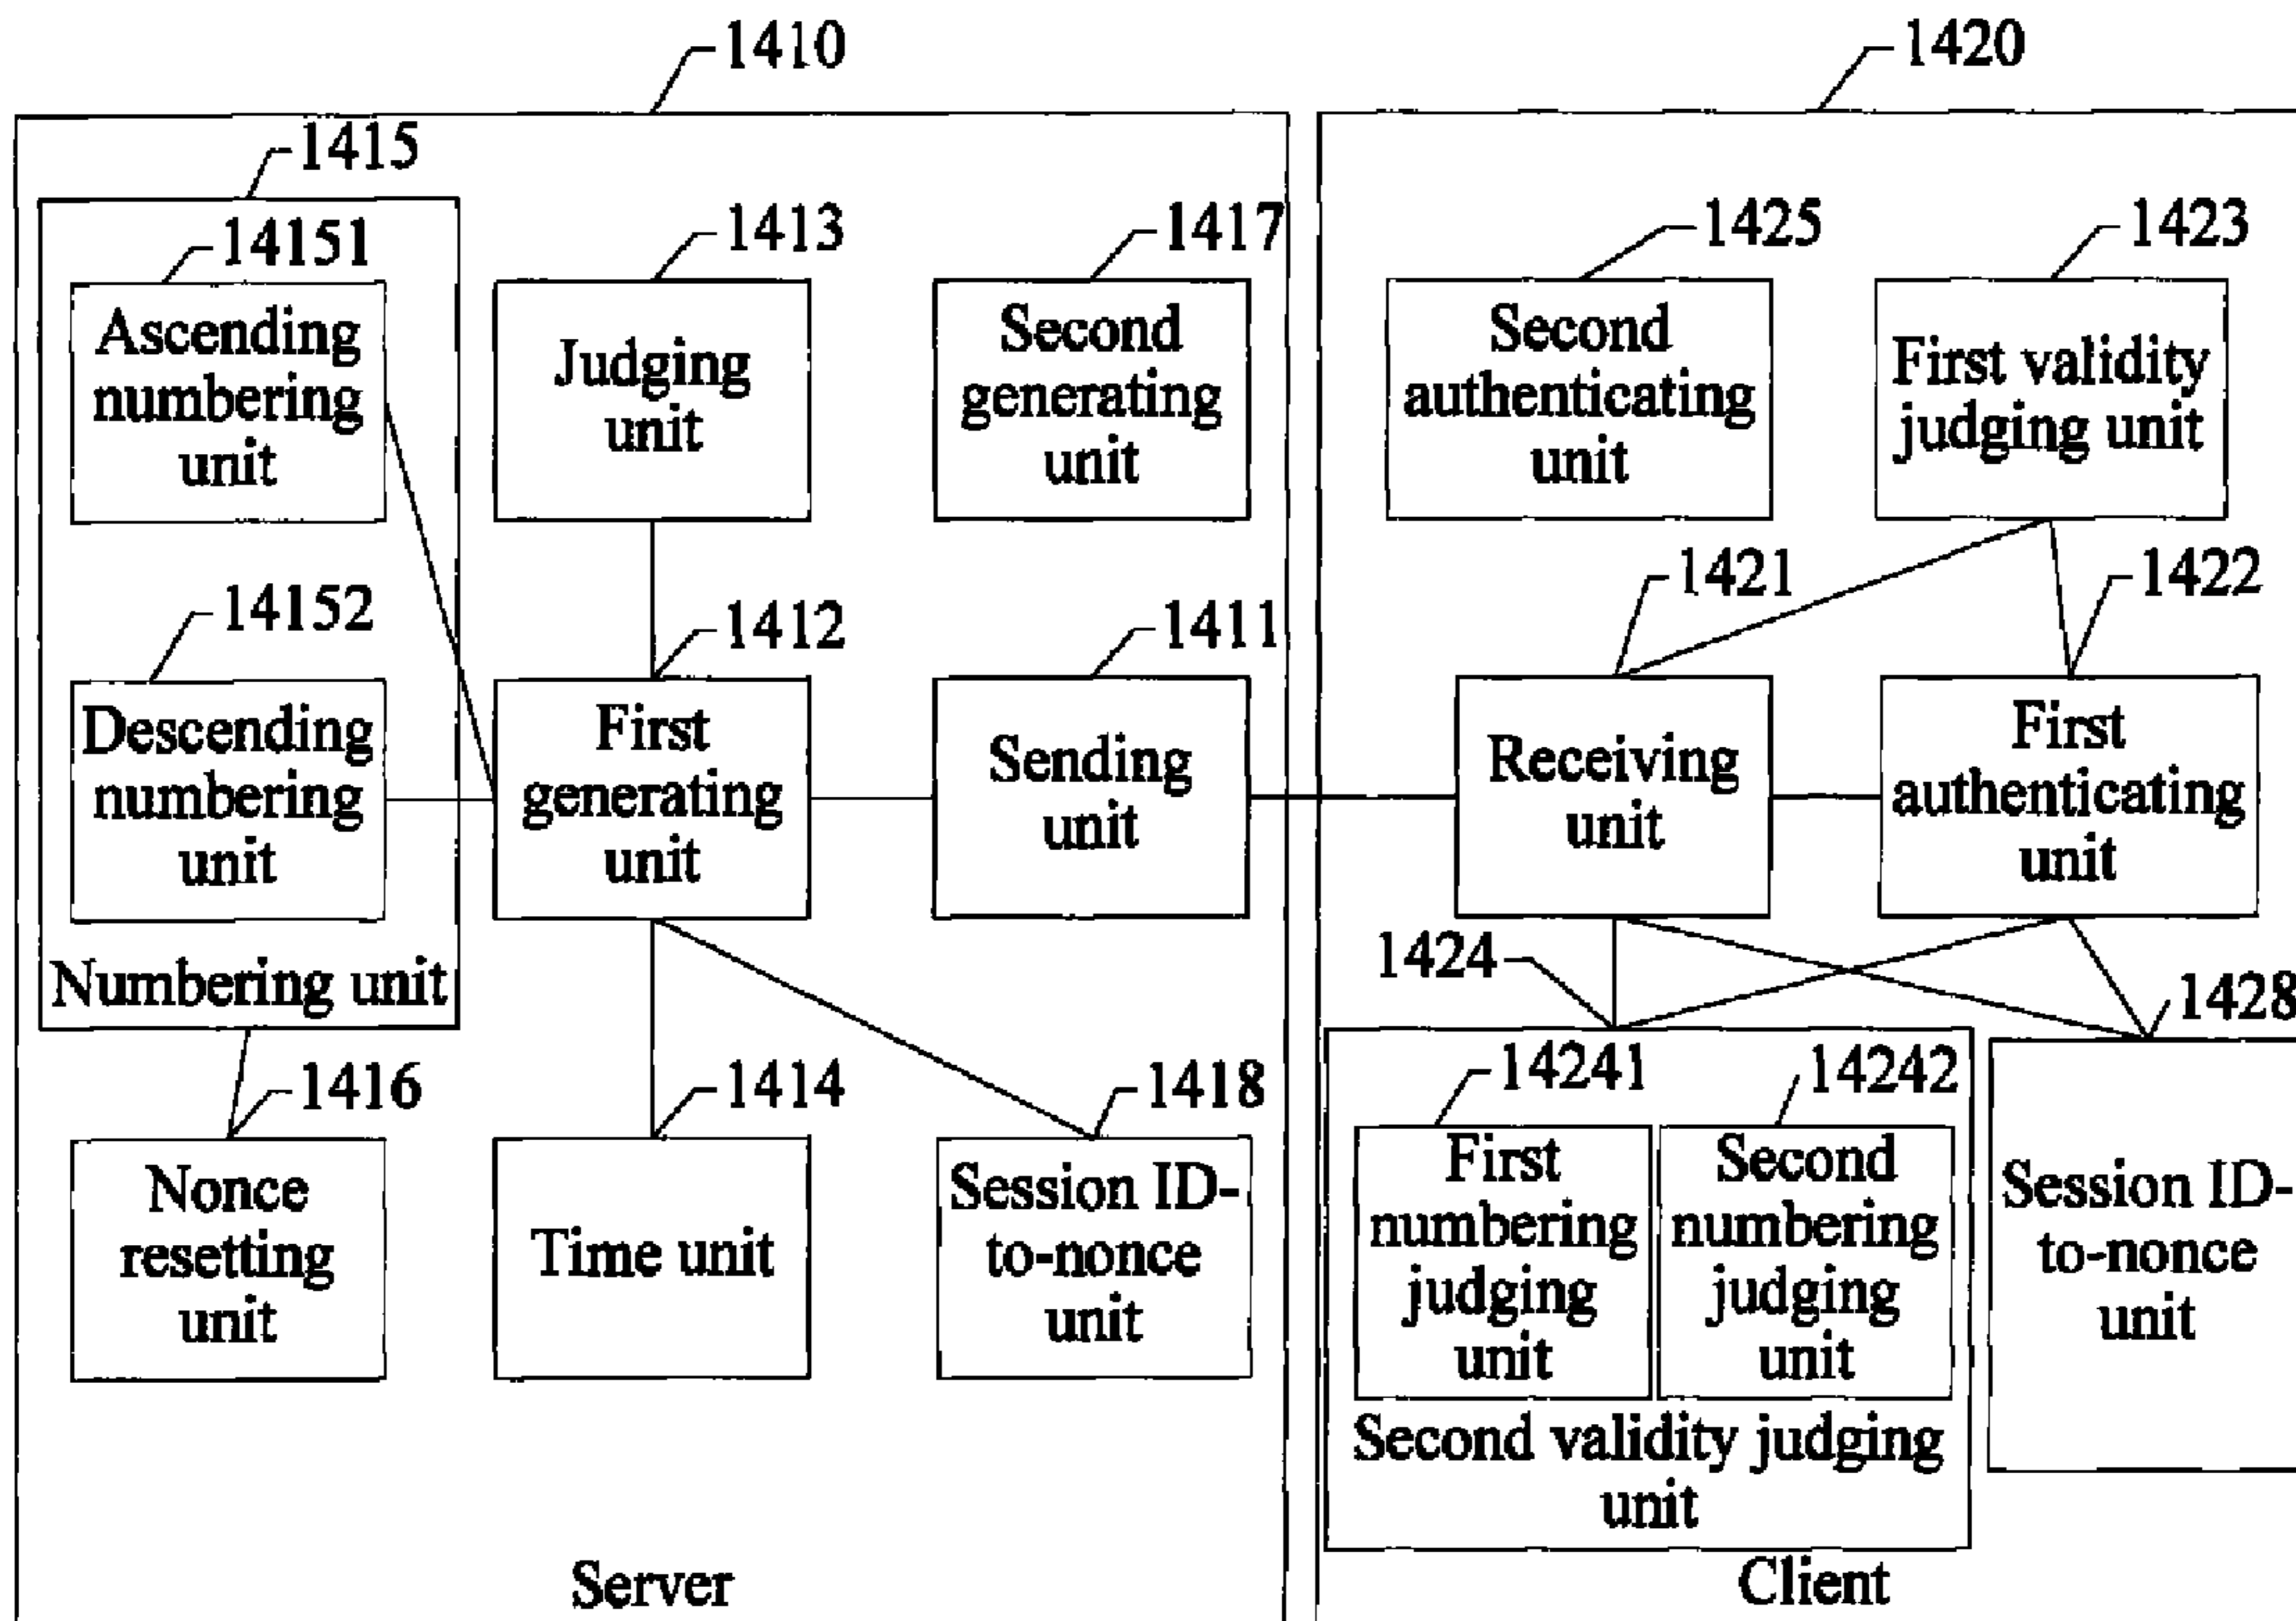 1410
1420
1415
14151
1413
1417
1425
1423
Ascending
numbering
unit
Judging
unit
Second
generating
unit
Second
authenticating
unit
First validity
judging unit
14152
1412
1411
1421
1422
Descending
numbering
unit
First
generating
unit
Sending
unit
Receiving
unit
First
authenticating
unit
Numbering unit
1424
1428
1416
1414
1418
14241
14242
Nonce
resetting
unit
Time unit
Session ID-
to-nonce
unit
First
numbering
judging
unit
Second
numbering
judging
unit
Session ID-
to-nonce
unit
Second validity judging
unit
Server
Client